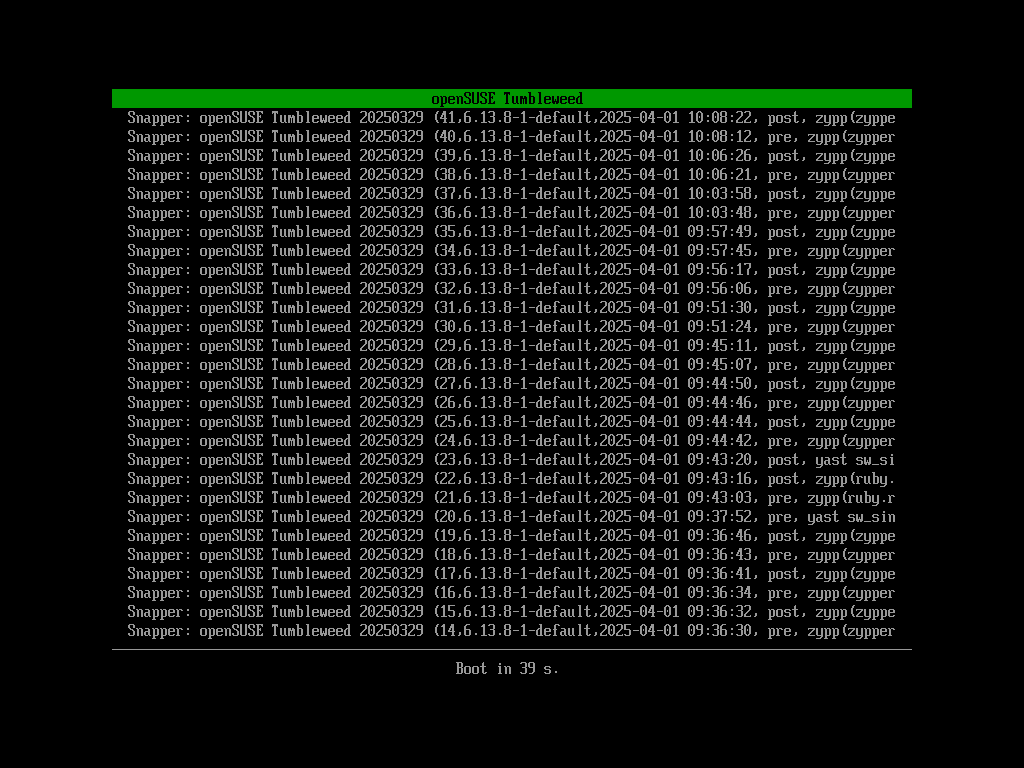 openSUSE Tumbleweed
Snapper: openSUSE Tumbleweed 20250329 (41,6.13.8-1-default,2025-04-01 10:08:22, post, zypp(zyppe
Snapper: openSUSE Tumbleweed 20250329 (40,6.13.8-1-default,2025-04-01 10:08:12, pre, zypp(zypper
Snapper: openSUSE Tumbleweed 20250329 (39,6.13.8-1-default,2025-04-01 10:06:26, post, zypp(zyppe
Snapper: openSUSE Tumbleweed 20250329 (38,6.13.8-1-default,2025-04-01 10:06:21, pre, zypp(zypper
Snapper: openSUSE Tumbleweed 20250329 (37,6.13.8-1-default,2025-04-01 10:03:58, post, zypp(zyppe
Snapper: openSUSE Tumbleweed 20250329 (36,6.13.8-1-default,2025-04-01 10:03:48, pre, zypp(zypper
Snapper: openSUSE Tumbleweed 20250329 (35,6.13.8-1-default,2025-04-01 09:57:49, post, zypp(zyppe
Snapper: openSUSE Tumbleweed 20250329 (34,6.13.8-1-default,2025-04-01 09:57:45, pre, zypp(zypper
Snapper: openSUSE Tumbleweed 20250329 (33,6.13.8-1-default,2025-04-01 09:56:17, post, zypp(zyppe
Snapper: openSUSE Tumbleweed 20250329 (32,6.13.8-1-default,2025-04-01 09:56:06, pre, zypp(zypper
Snapper: openSUSE Tumbleweed 20250329 (31,6.13.8-1-default,2025-04-01 09:51:30, post, zypp(zyppe
Snapper: openSUSE Tumbleweed 20250329 (30,6.13.8-1-default,2025-04-01 09:51:24, pre, zypp(zypper
Snapper: openSUSE Tumbleweed 20250329 (29,6.13.8-1-default,2025-04-01 09:45:11, post, zypp(zyppe
Snapper: openSUSE Tumbleweed 20250329 (28,6.13.8-1-default,2025-04-01 09:45:07, pre, zypp(zypper
Snapper: openSUSE Tumbleweed 20250329 (27,6.13.8-1-default,2025-04-01 09:44:50, post, zypp(zyppe
Snapper: openSUSE Tumbleweed 20250329 (26,6.13.8-1-default,2025-04-01 09:44:46, pre, zypp(zypper
Snapper: openSUSE Tumbleweed 20250329 (25,6.13.8-1-default,2025-04-01 09:44:44, post, zypp(zyppe
Snapper: openSUSE Tumbleweed 20250329 (24,6.13.8-1-default,2025-04-01 09:44:42, pre, zypp(zypper
Snapper: openSUSE Tumbleweed 20250329 (23,6.13.8-1-default,2025-04-01 09:43:20, post, yast sw_si
Snapper: openSUSE Tumbleweed 20250329 (22,6.13.8-1-default,2025-04-01 09:43:16, post, zypp(ruby.
Snapper: openSUSE Tumbleweed 20250329 (21,6.13.8-1-default,2025-04-01 09:43:03, pre, zypp(ruby.r
Snapper: openSUSE Tumbleweed 20250329 (20,6.13.8-1-default,2025-04-01 09:37:52, pre, yast sw_sin
Snapper: openSUSE Tumbleweed 20250329 (19,6.13.8-1-default,2025-04-01 09:36:46, post, zypp(zyppe
Snapper: openSUSE Tumbleweed 20250329 (18,6.13.8-1-default,2025-04-01 09:36:43, pre, zypp(zypper
Snapper: openSUSE Tumbleweed 20250329 (17,6.13.8-1-default,2025-04-01 09:36:41, post, zypp(zyppe
Snapper: openSUSE Tumbleweed 20250329 (16,6.13.8-1-default,2025-04-01 09:36:34, pre, zypp(zypper
Snapper: openSUSE Tumbleweed 20250329 (15,6.13.8-1-default,2025-04-01 09:36:32, post, zypp(zyppe
Snapper: openSUSE Tumbleweed 20250329 (14,6.13.8-1-default,2025-04-01 09:36:30, pre, zypp(zypper
Boot in 39 s.